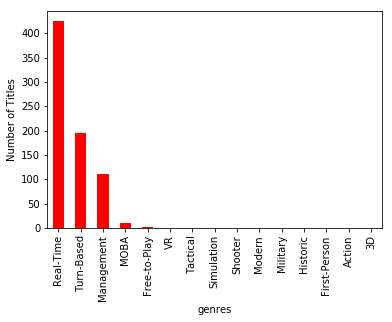 Number of Titles
400
350
300
250
200
150
100
50
0
Real-Time
Turn-Based
Management
MOBA
Free-to-Play
VR
Tactical
Simulation
Shooter
Modern
Military
Historic
First-Person
Action
3D
genres